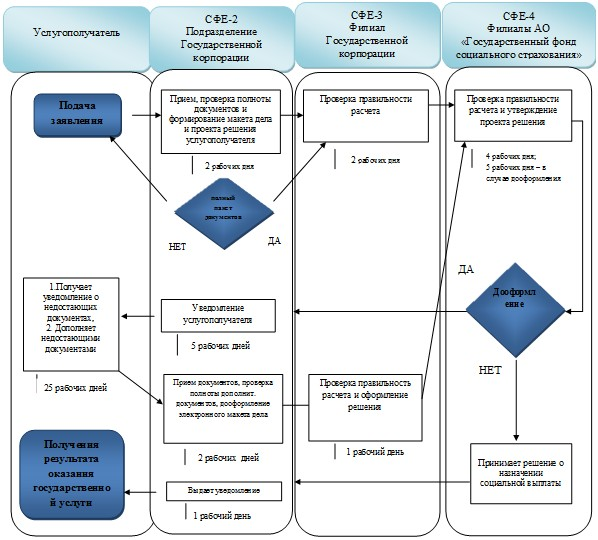 Услугополучатель
СФЕ-2
Подразделение
Государственной
корпорации
СФЕ-3
Филиал
Государственной
корпорации
СФЕ-4
Филиалы АО
«Государственный фонд
социального страхования»
Подача
заявления
Прием, проверка полноты
документов и
формирование макета дела
и проекта решения
услугополучателя
2 рабочих дня
Проверка правильности
расчета
2 рабочих дня
Проверка правильности
расчета и утверждение
проекта решения
4 рабочих дня;
5 рабочих дня – в
случае дооформления
полный
пакет
документов
НЕТ
ДА
1.Получает
уведомление о
недостающих
документах,
2. Дополняет
недостающими
документами
25 рабочих дней
Уведомление
услугополучателя
5 рабочих дней
ДА
Дооформл
ение
НЕТ
Прием документов, проверка
полноты дополнит.
документов, дооформление
электронного макета дела
2 рабочих дней
Проверка правильность
расчета и оформление
решения
1 рабочий день
Получения
результата
оказания
государственно
й услуги
Выдает уведомление
1 рабочий день
Принимает решение о
назначении
социальной выплаты